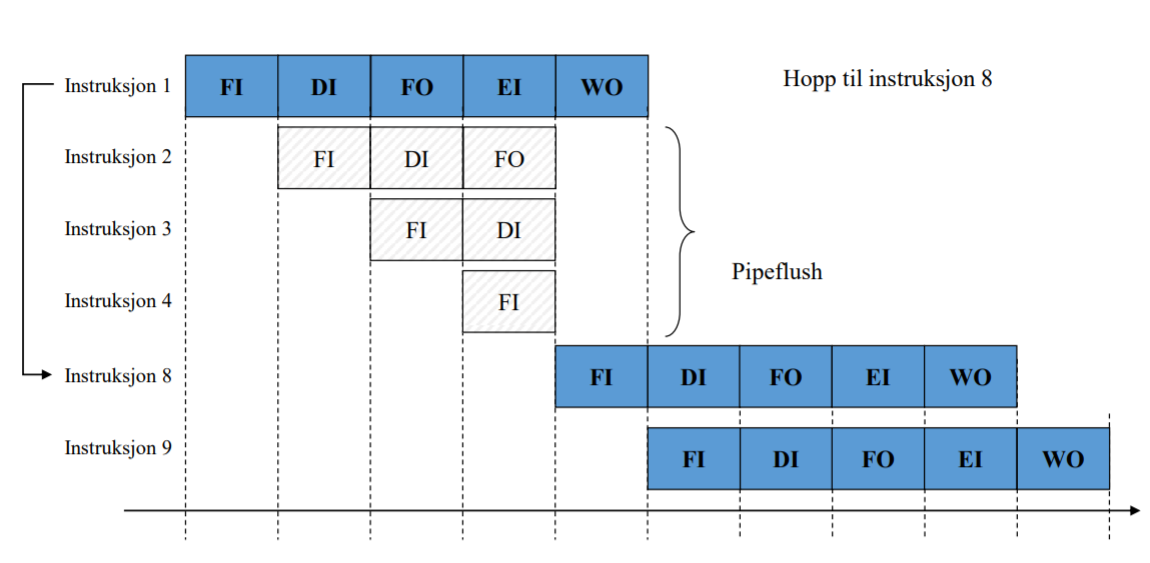 Instruksjon 1 FI DI FO EI WO Hopp til instruksjon 8
Instruksjon 2 FI DI FO
Instruksjon 3 FI DI
Pipeflush
Instruksjon 4 FI
Instruksjon 8 FI DI FO EI WO
Instruksjon 9 FI DI FO EI WO